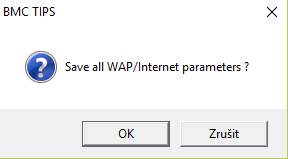 BMC TIPS
Save all WAP/Internet parameters ?
OK
Zrušit